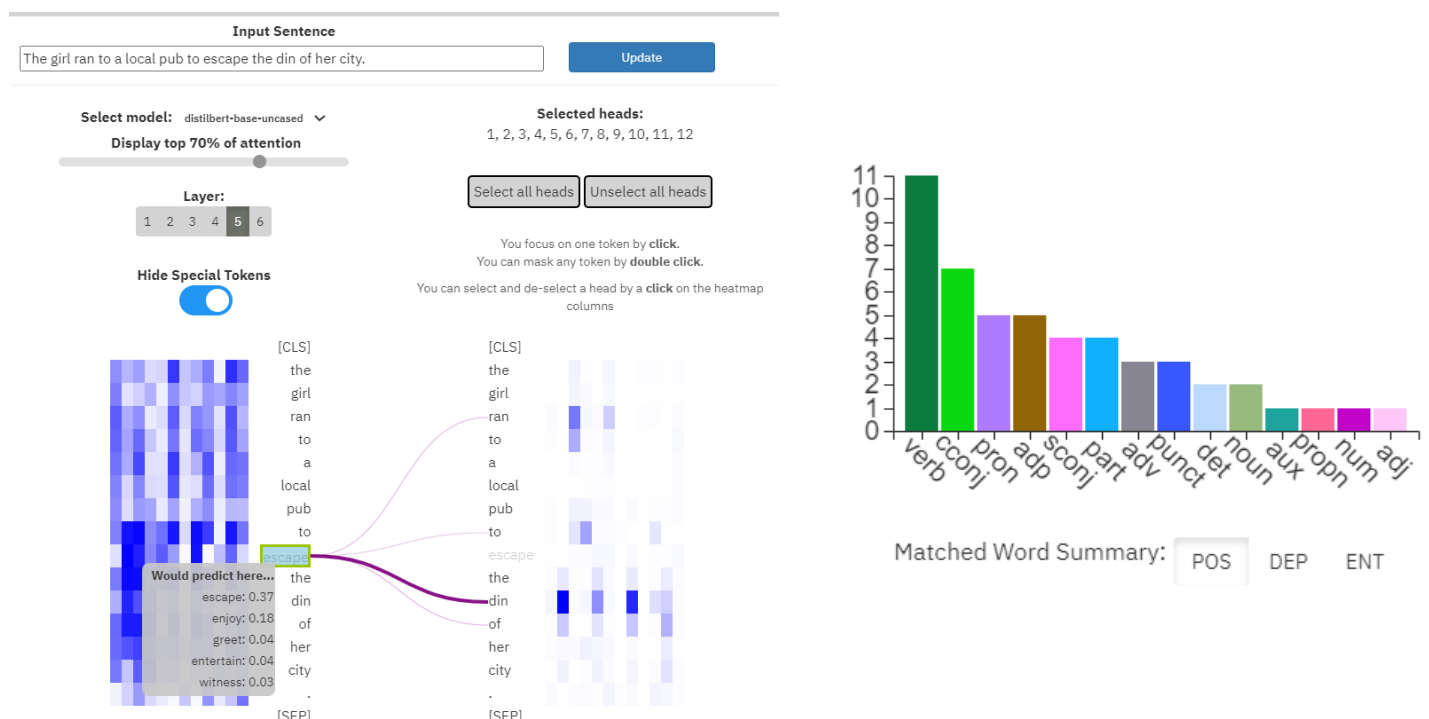 Input Sentence
The girl ran to a local pub to escape the din of her city.
Update
Select model: distilbert-base-uncased
Display top 70% of attention
Layer:
1 2 3 4 5 6
Hide Special Tokens
Selected heads:
1, 2, 3, 4, 5, 6, 7, 8, 9, 10, 11, 12
Select all heads Unselect all heads
You focus on one token by click.
You can mask any token by double click.
You can select and de-select a head by a click on the heatmap
columns
[CLS] [CLS]
the the
girl girl
ran ran
to to
a a
local local
pub pub
to to
escape escape
the the
din din
of of
her her
city city
. .
[SEP] [SEP]
Would predict here...
escape: 0.37
enjoy: 0.18
greet: 0.04
entertain: 0.04
witness: 0.03
11
10
9
8
7
6
5
4
3
2
1
0
verb cconj pron adp sconj part adv punct det noun aux propn num adj
Matched Word Summary: POS DEP ENT